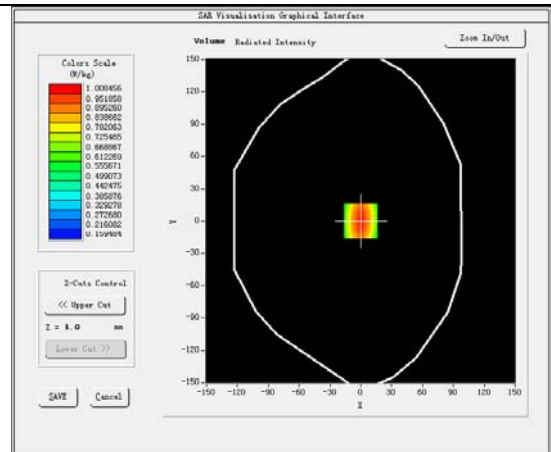 SAR Visualisation Graphical Interface
Volume Radiated Intensity
Zoom In/Out
Colors Scale
(W/kg)
1.008456
0.951858
0.895260
0.838662
0.782063
0.725465
0.668867
0.612269
0.555671
0.499073
0.442475
0.385876
0.329278
0.272680
0.216082
0.159484
Z-Cuts Control
<< Upper Cut
Z = 4.0 mm
Lower Cut >>
SAVE
Cancel
150
120
90
60
30
0
-30
-60
-90
-120
-150
Y
-150 -120 -90 -60 -30 0 30 60 90 120 150
X